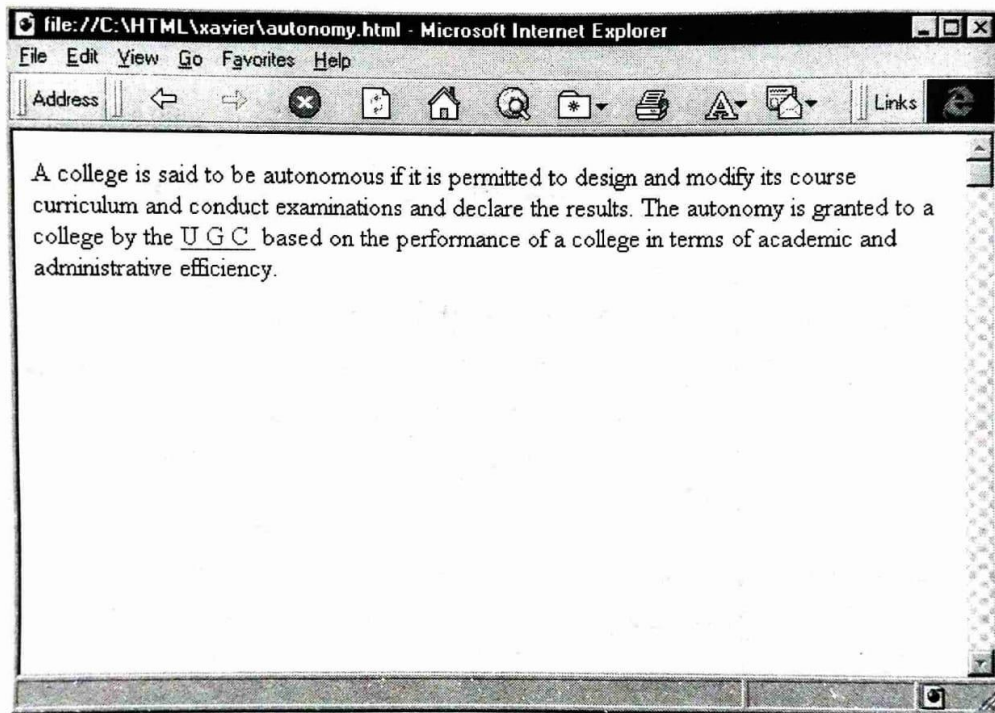 file://C:\HTML\xavier\autonomy.html - Microsoft Internet Explorer
File Edit View Go Favorites Help
Address Links
A college is said to be autonomous if it is permitted to design and modify its course
curriculum and conduct examinations and declare the results. The autonomy is granted to a
college by the U G C based on the performance of a college in terms of academic and
administrative efficiency.